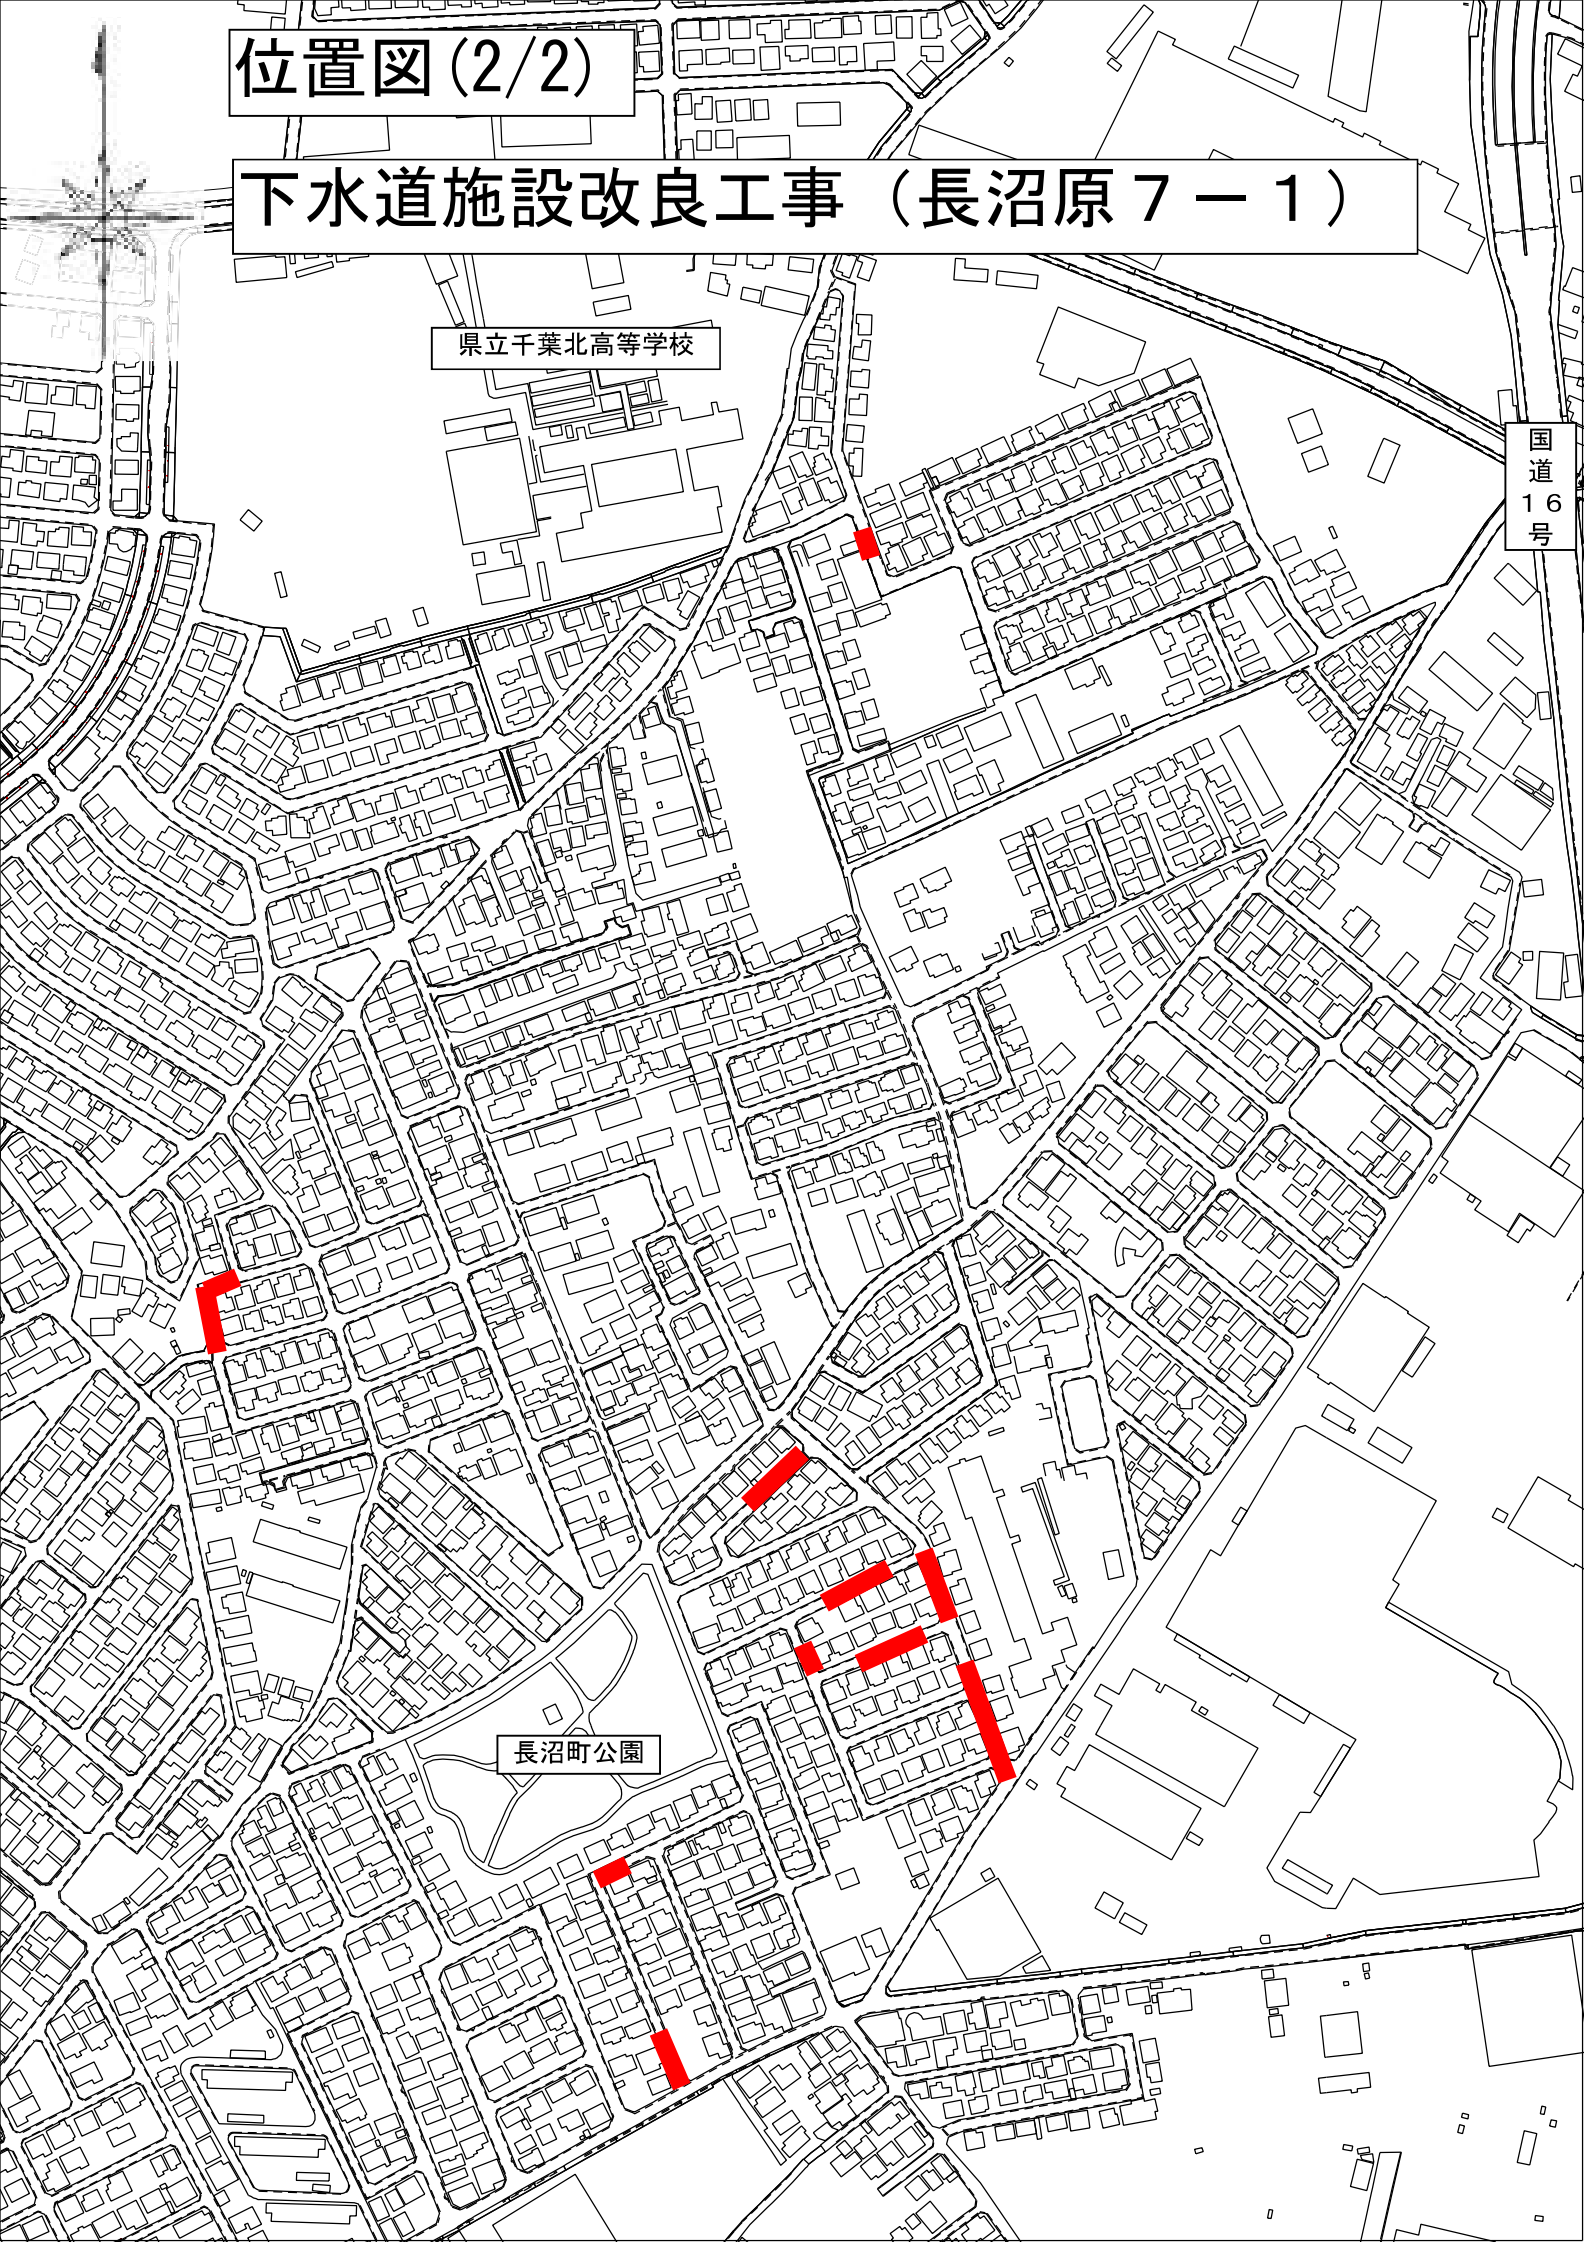 位置図(2/2)
下水道施設改良工事（長沼原７－１）
県立千葉北高等学校
国
道
１６
号
長沼町公園